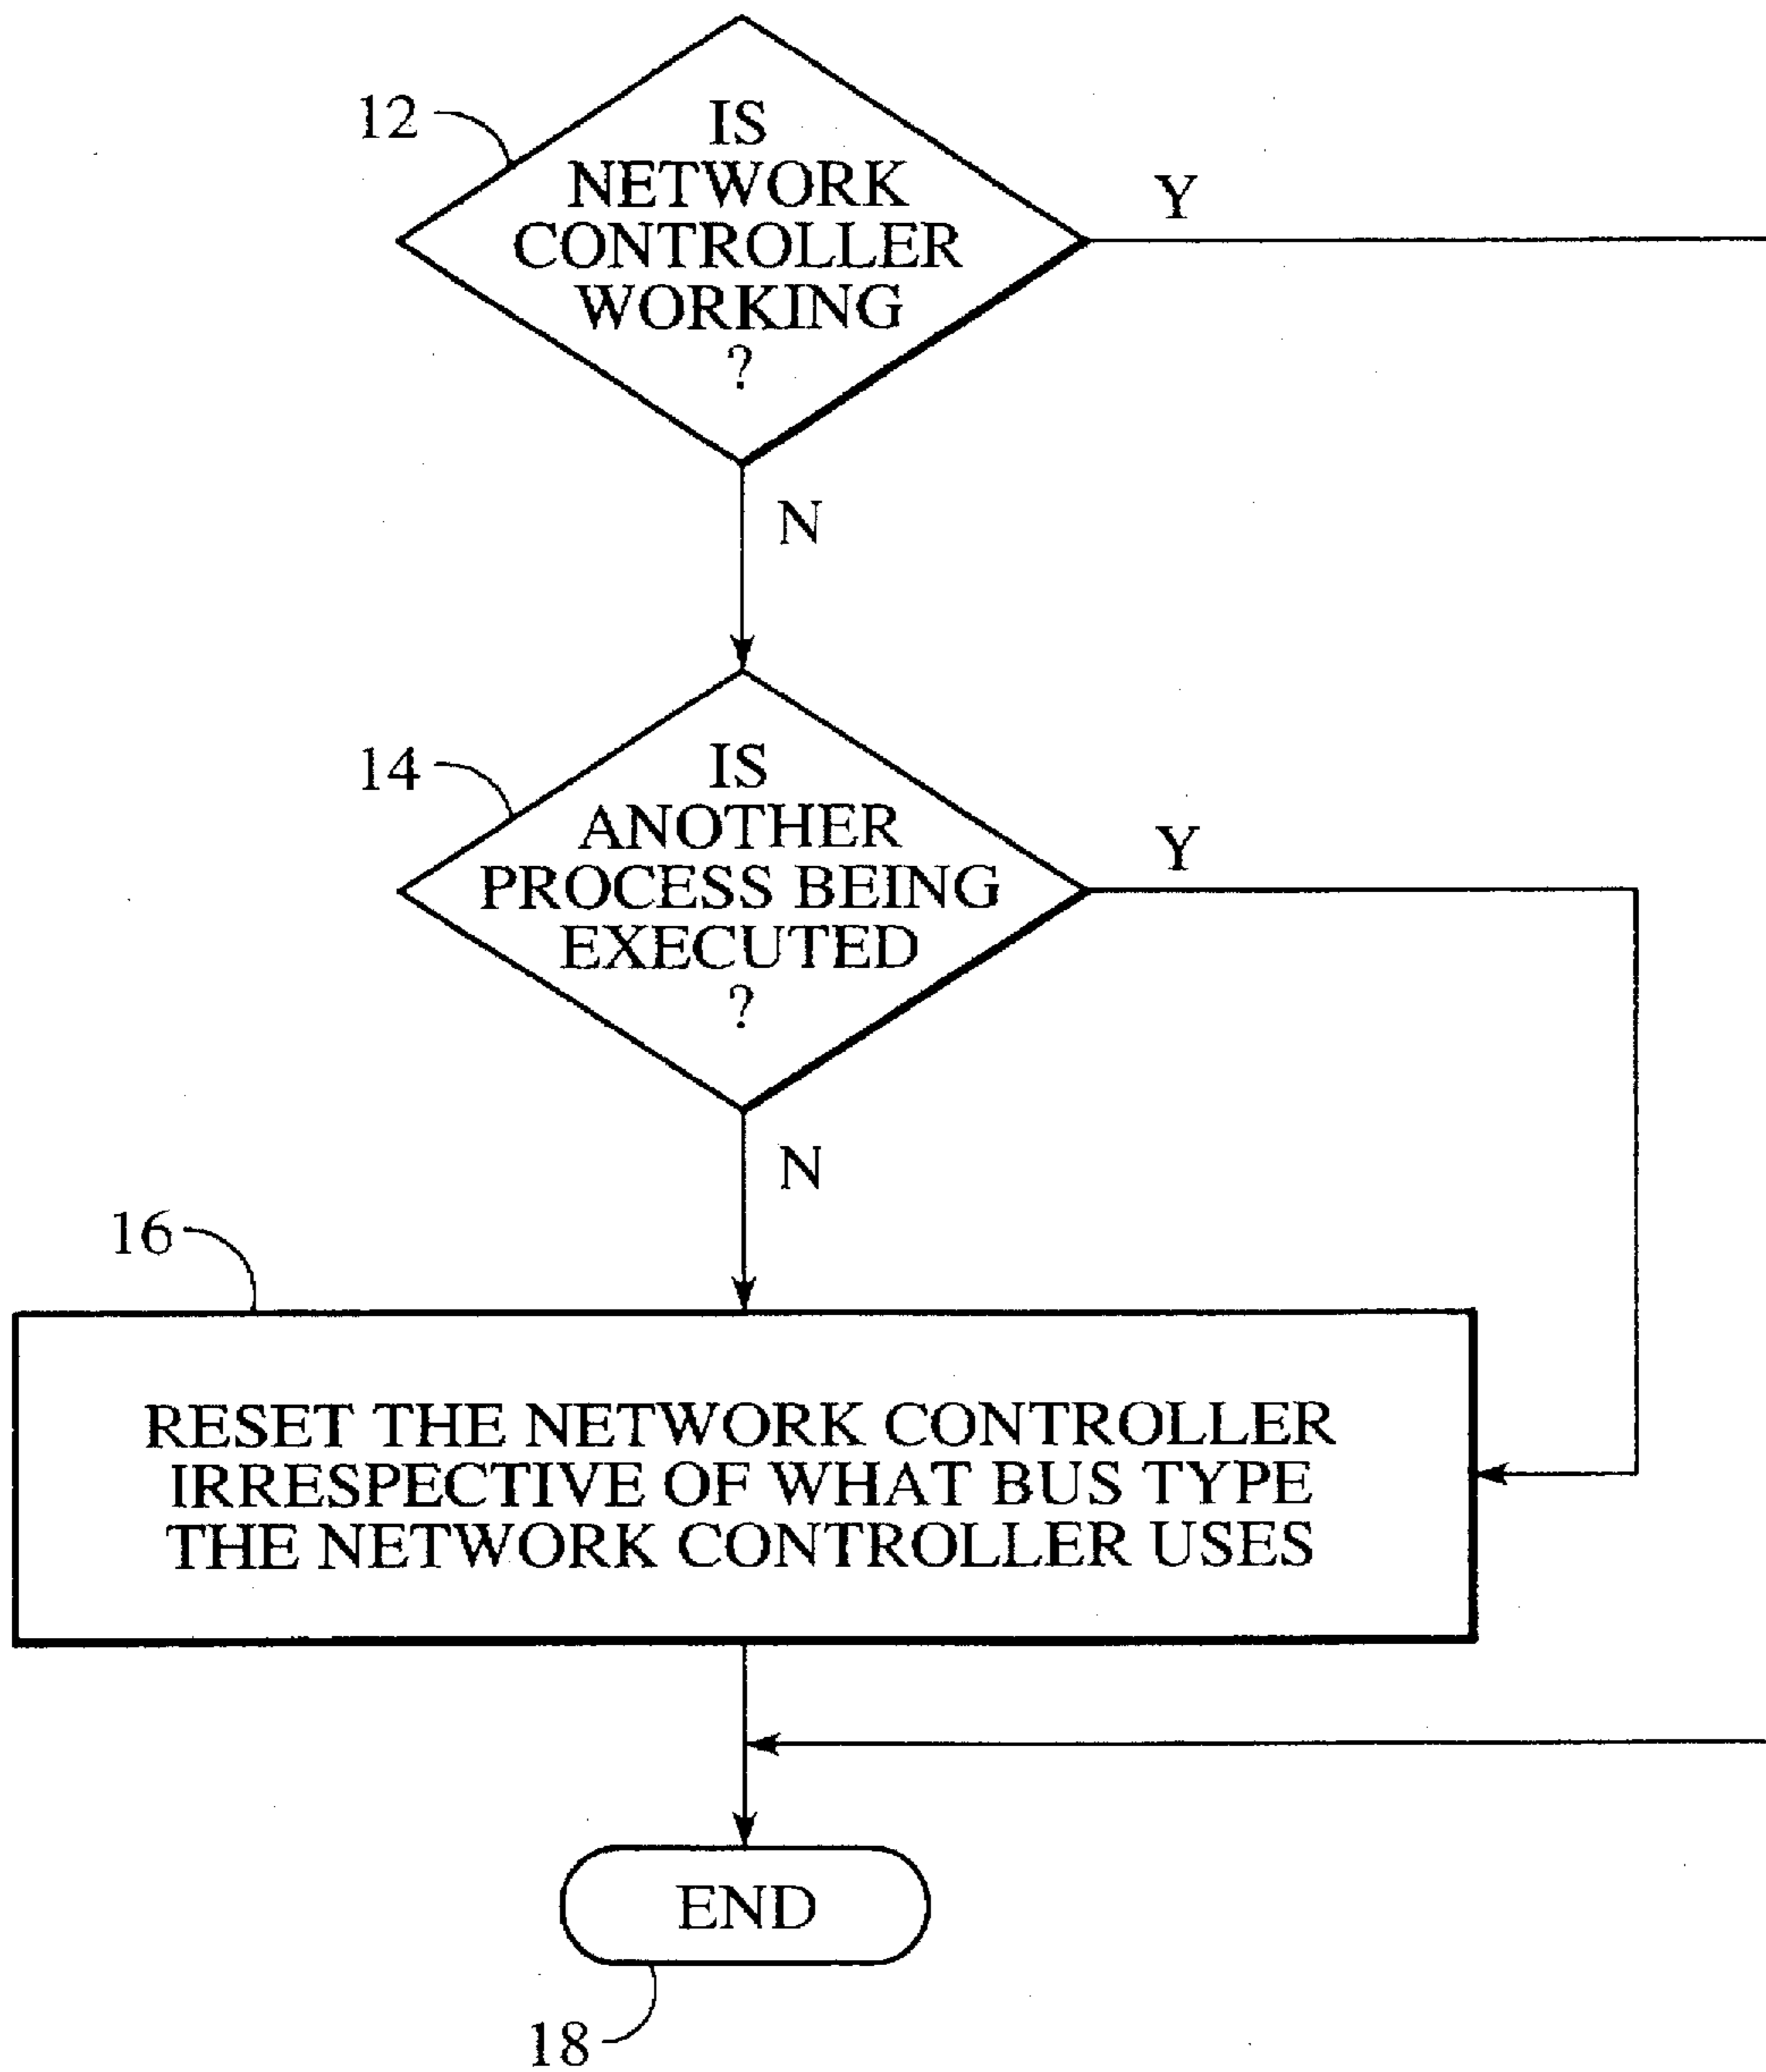 12
IS
NETWORK
CONTROLLER
WORKING
?
Y
N
14
IS
ANOTHER
PROCESS BEING
EXECUTED
?
Y
N
16
RESET THE NETWORK CONTROLLER
IRRESPECTIVE OF WHAT BUS TYPE
THE NETWORK CONTROLLER USES
END
18